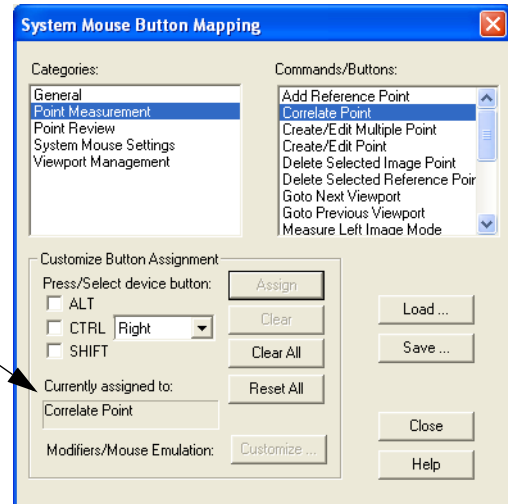 System Mouse Button Mapping
Categories:
General
Point Measurement
Point Review
System Mouse Settings
Viewport Management
Commands/Buttons:
Add Reference Point
Correlate Point
Create/Edit Multiple Point
Create/Edit Point
Delete Selected Image Point
Delete Selected Reference Poir
Goto Next Viewport
Goto Previous Viewport
Measure Left Image Mode
Customize Button Assignment
Press/Select device button:
ALT
CTRL
Right
SHIFT
Assign
Clear
Clear All
Reset All
Currently assigned to:
Correlate Point
Modifiers/Mouse Emulation:
Customize ...
Load ...
Save ...
Close
Help